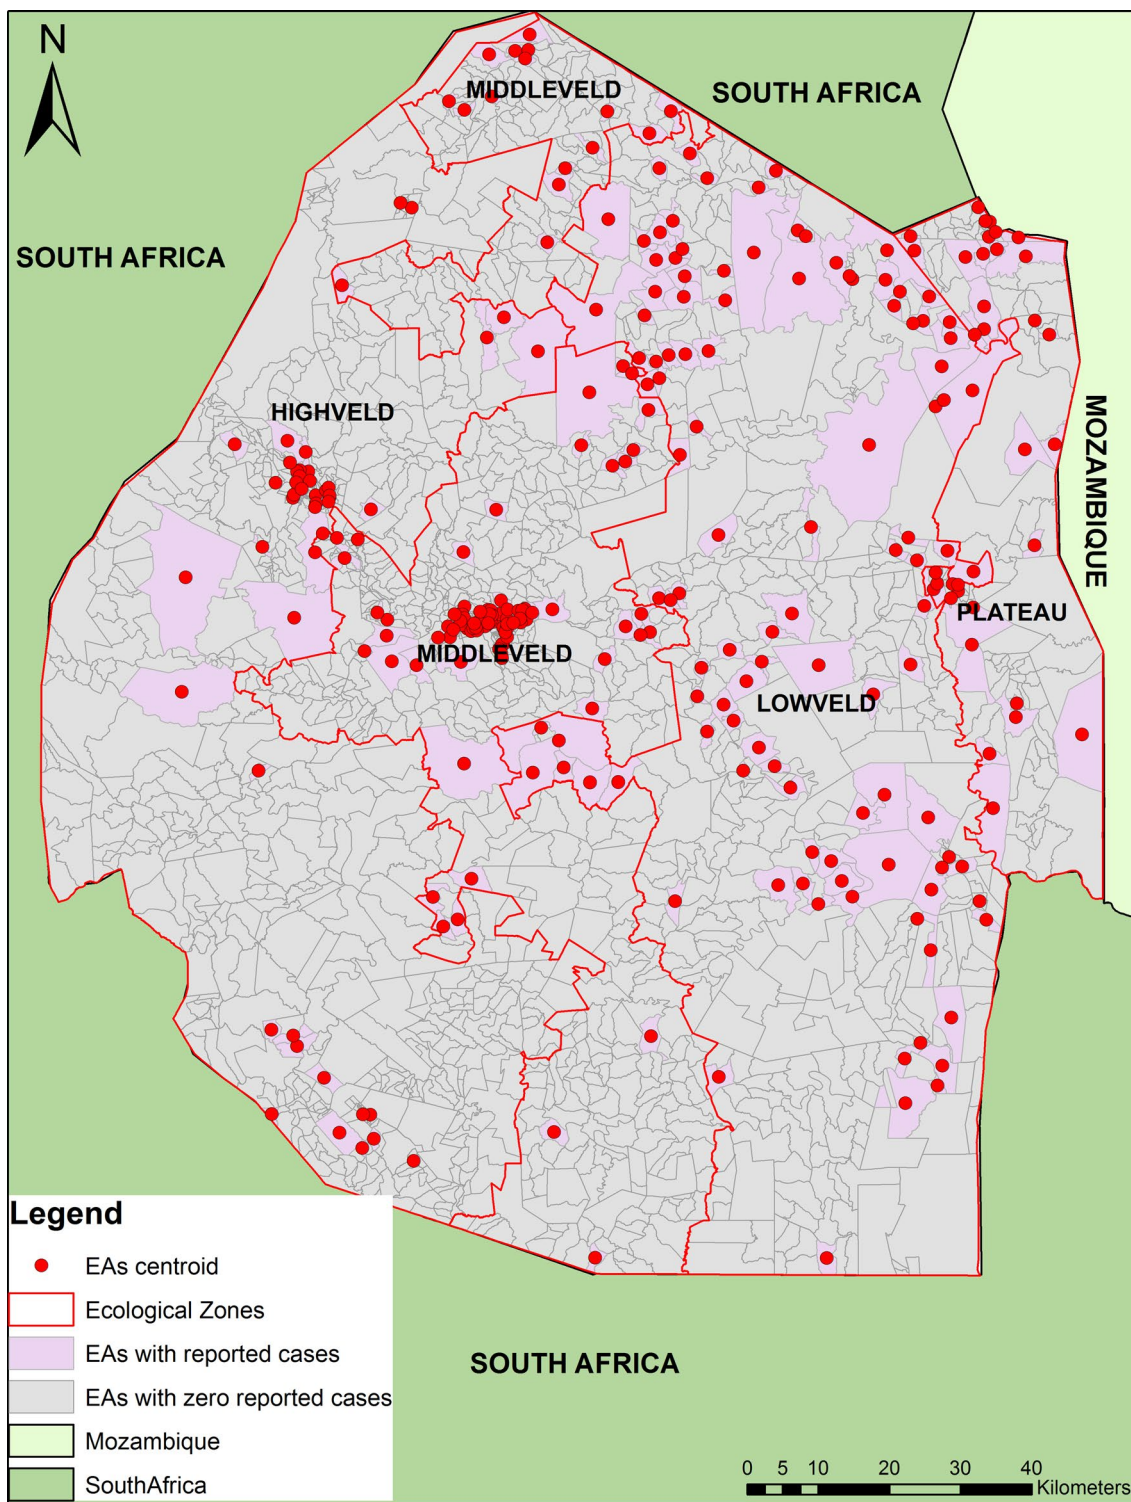 N
MIDDLEVELD
SOUTH AFRICA
SOUTH AFRICA
HIGHVELD
MOZAMBIQUE
PLATEAU
MIDDLEVELD
LOWVELD
Legend
EAs centroid
Ecological Zones
EAs with reported cases
EAs with zero reported cases
Mozambique
SouthAfrica
SOUTH AFRICA
0 5 10 20 30 40
Kilometers